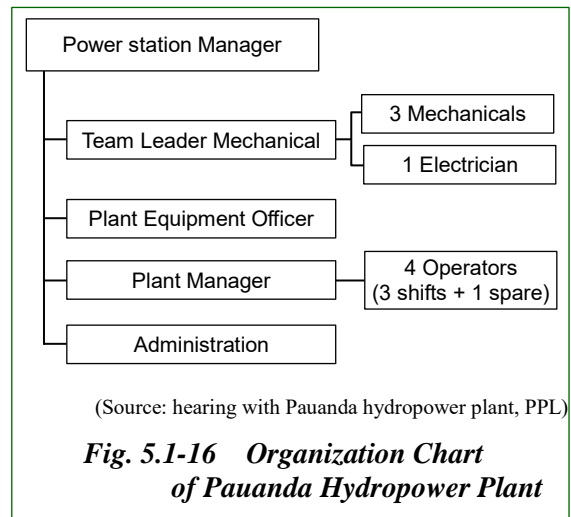 Power station Manager
Team Leader Mechanical
3 Mechanicals
1 Electrician
Plant Equipment Officer
Plant Manager
4 Operators
(3 shifts + 1 spare)
Administration
(Source: hearing with Pauanda hydropower plant, PPL)
Fig. 5.1-16 Organization Chart
of Pauanda Hydropower Plant